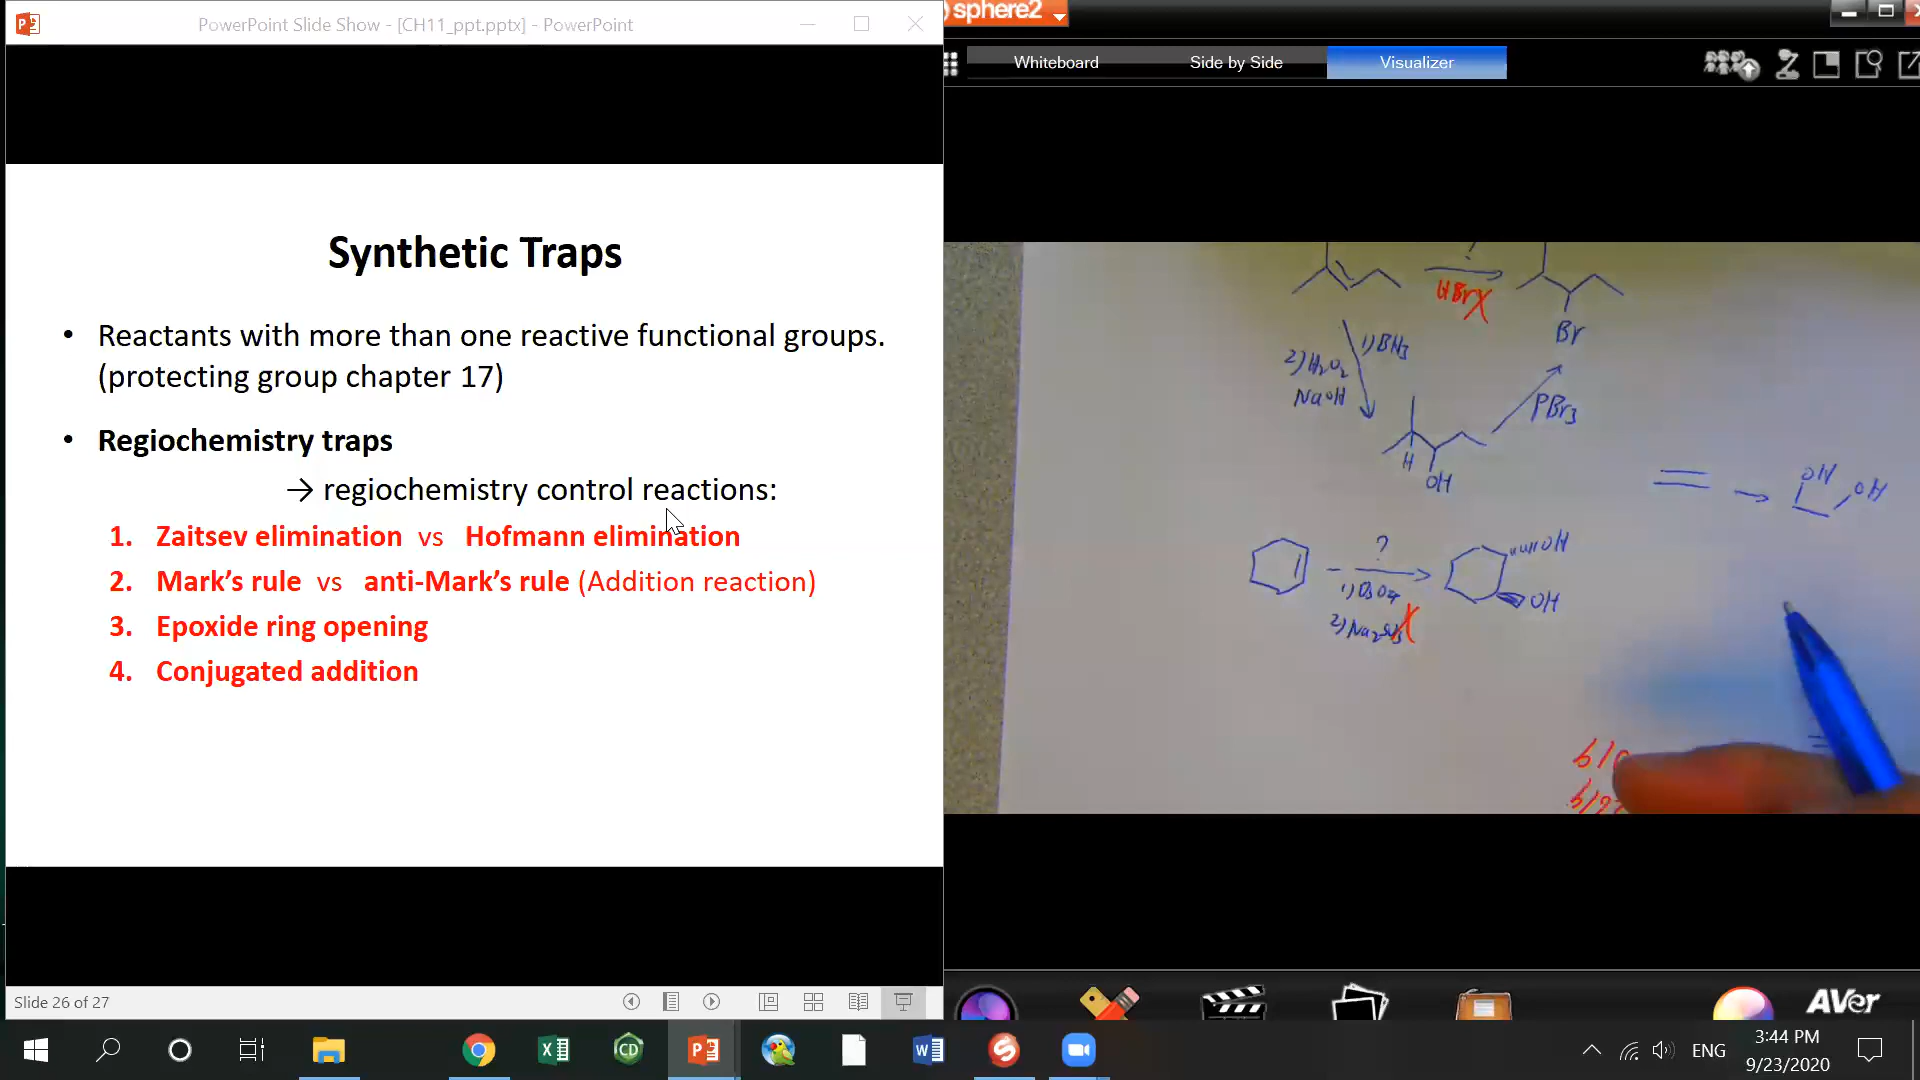 PowerPoint Slide Show - [CH11_ppt.pptx] - PowerPoint
Synthetic Traps
• Reactants with more than one reactive functional groups.
(protecting group chapter 17)
• Regiochemistry traps
→ regiochemistry control reactions:
1. Zaitsev elimination vs Hofmann elimination
2. Mark's rule vs anti-Mark's rule (Addition reaction)
3. Epoxide ring opening
4. Conjugated addition
Slide 26 of 27
sphere2
Whiteboard Side by Side Visualizer
?
HBr X
Br
1) BH3
2) H2O2
NaOH
PBr3
H
OH
OH
OH
?
1) OsO4
2) Na2SO3 X
OH
OH
AVer
ENG
3:44 PM
9/23/2020